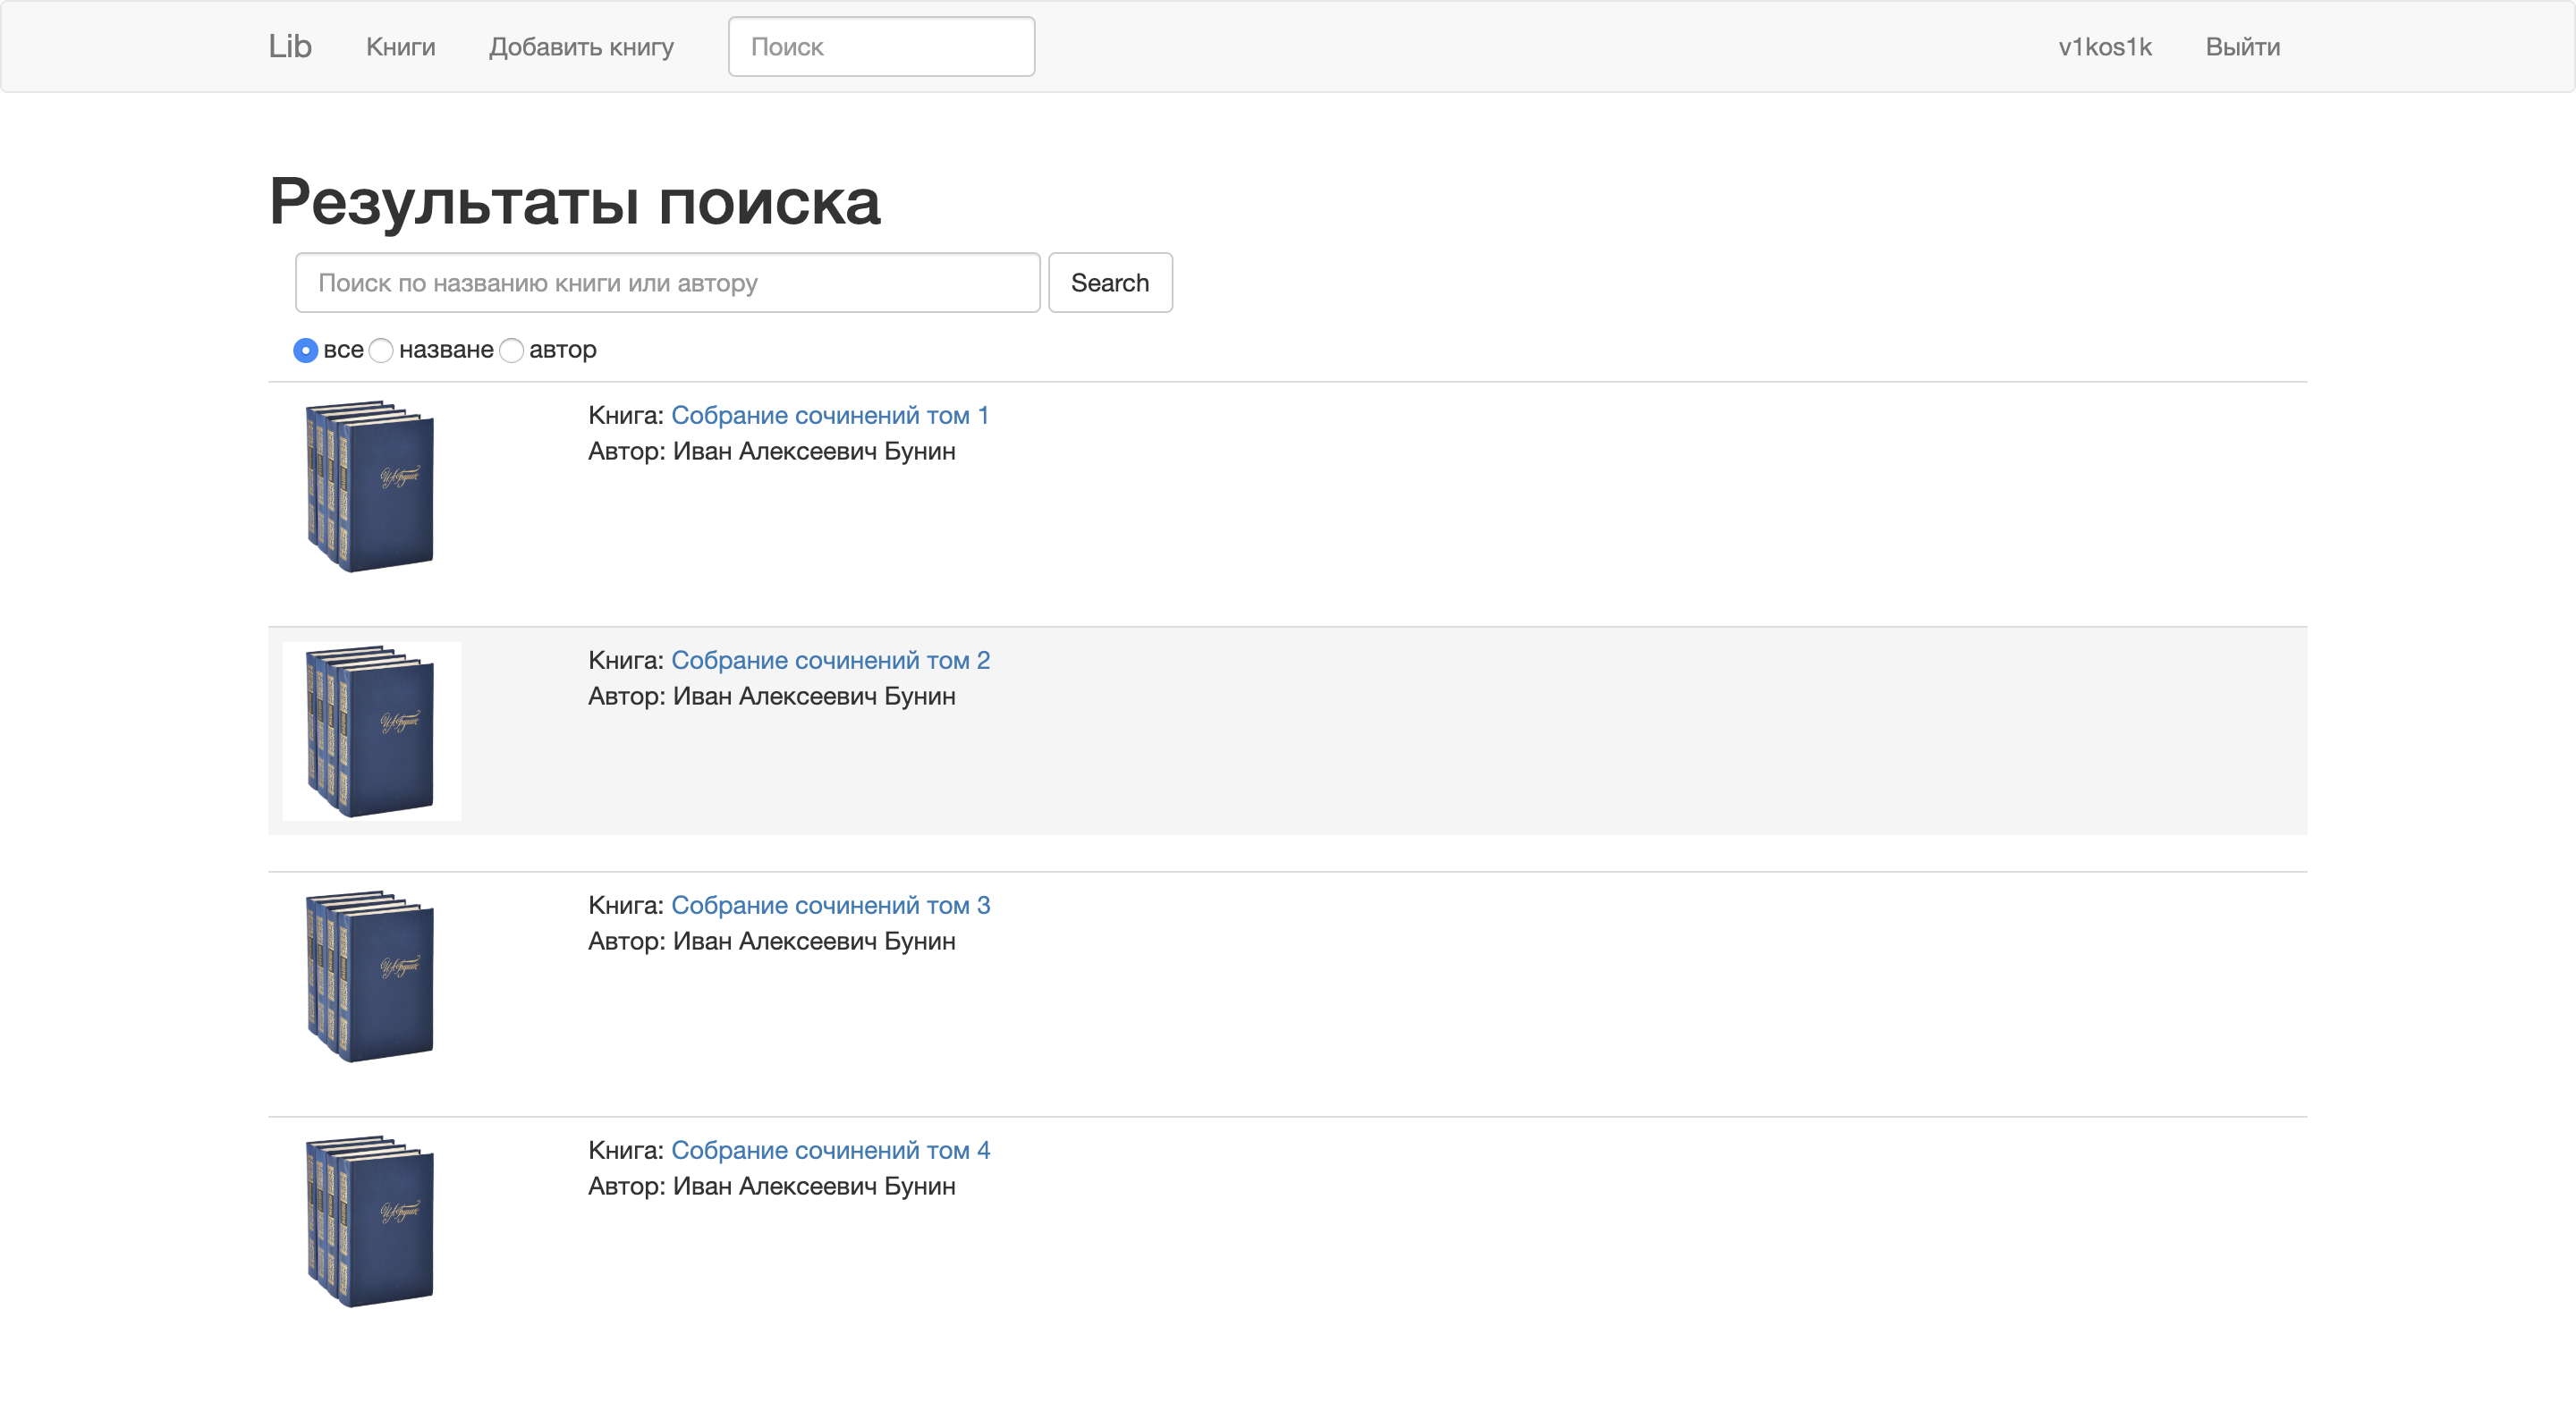 Lib Книги Добавить книгу Поиск v1kos1k Выйти
Результаты поиска
Поиск по названию книги или автору Search
все назване автор
Книга: Собрание сочинений том 1
Автор: Иван Алексеевич Бунин
Книга: Собрание сочинений том 2
Автор: Иван Алексеевич Бунин
Книга: Собрание сочинений том 3
Автор: Иван Алексеевич Бунин
Книга: Собрание сочинений том 4
Автор: Иван Алексеевич Бунин